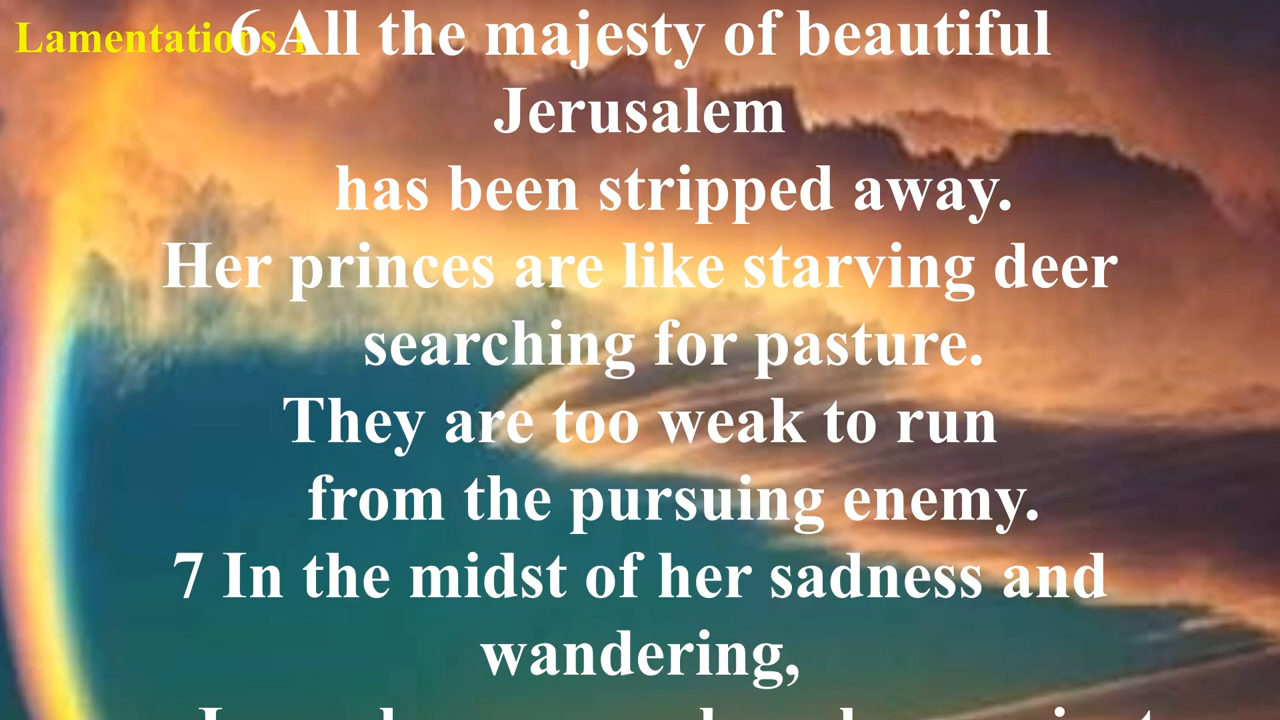 Lamentations 1
6 All the majesty of beautiful
Jerusalem
has been stripped away.
Her princes are like starving deer
searching for pasture.
They are too weak to run
from the pursuing enemy.
7 In the midst of her sadness and
wandering,